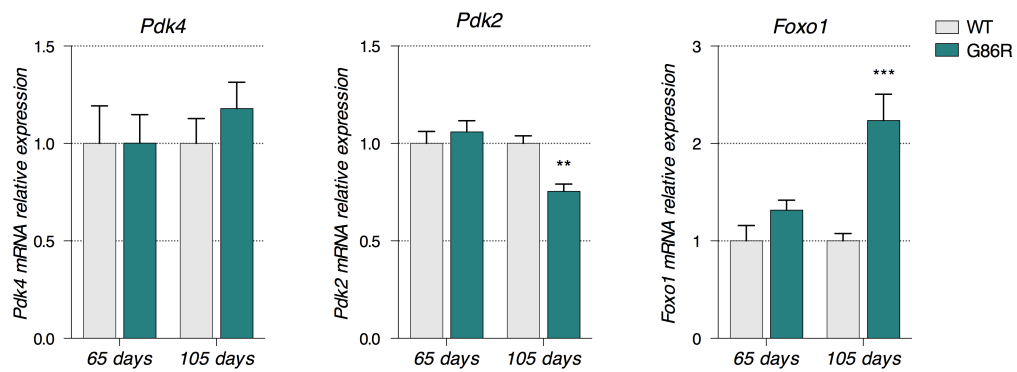 Pdk4
Pdk4 mRNA relative expression
1.5
1.0
0.5
0.0
65 days
105 days
Pdk2
Pdk2 mRNA relative expression
1.5
1.0
0.5
0.0
**
65 days
105 days
Foxo1
Foxo1 mRNA relative expression
3
2
1
0
***
65 days
105 days
WT
G86R